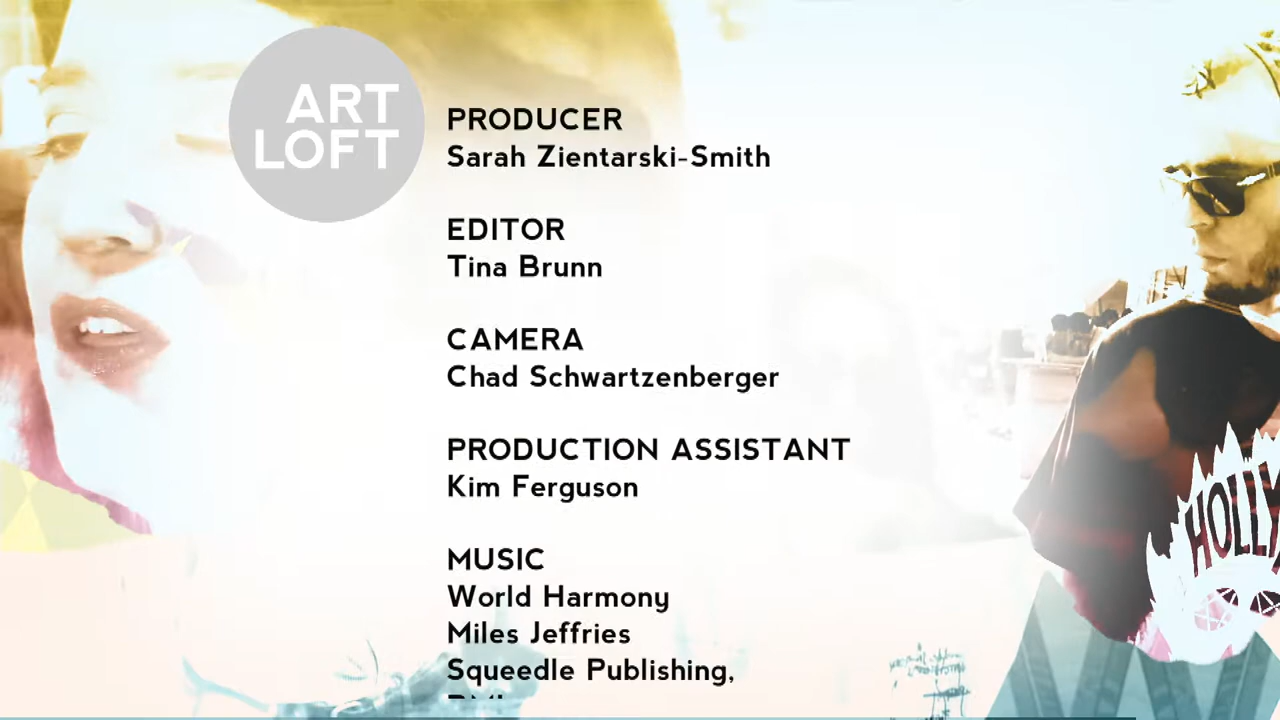 ART
LOFT
PRODUCER
Sarah Zientarski-Smith
EDITOR
Tina Brunn
CAMERA
Chad Schwartzenberger
PRODUCTION ASSISTANT
Kim Ferguson
MUSIC
World Harmony
Miles Jeffries
Squeedle Publishing,